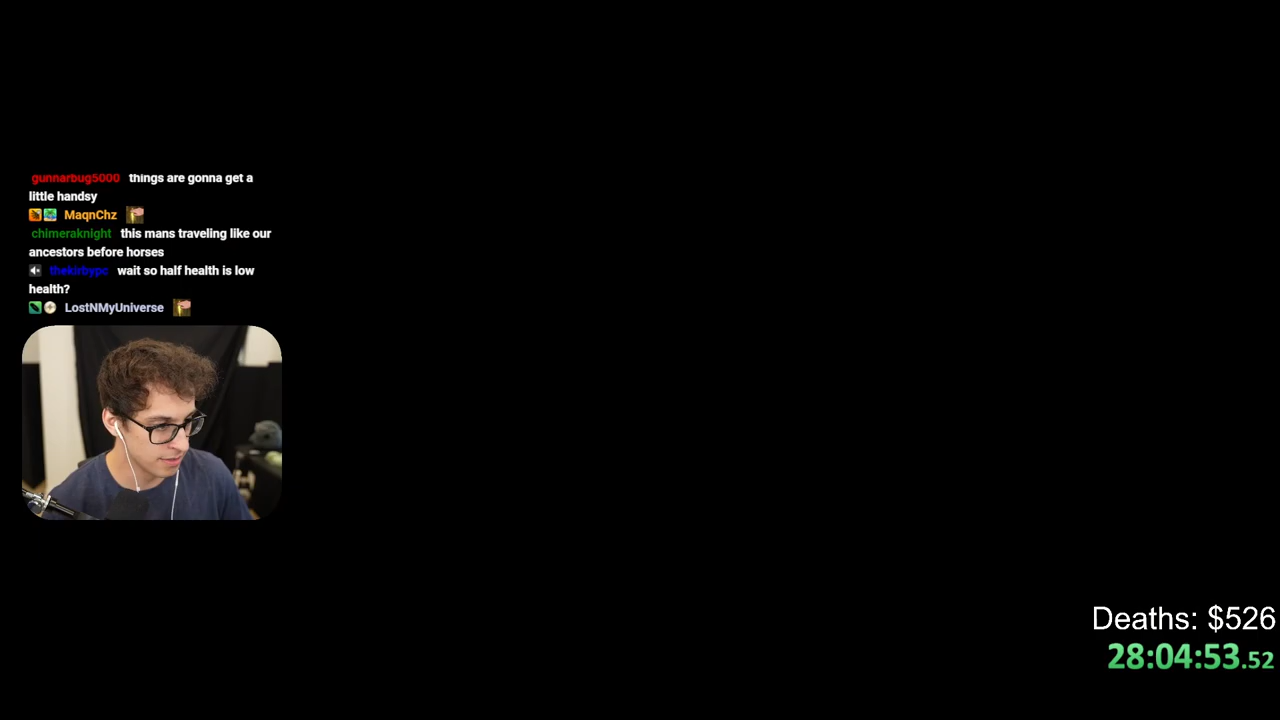 gunnarbug5000 things are gonna get a
little handsy
MaqnChz
chimeraknight this mans traveling like our
ancestors before horses
thekirbypc wait so half health is low
health?
LostNMyUniverse
Deaths: $526
28:04:53.52